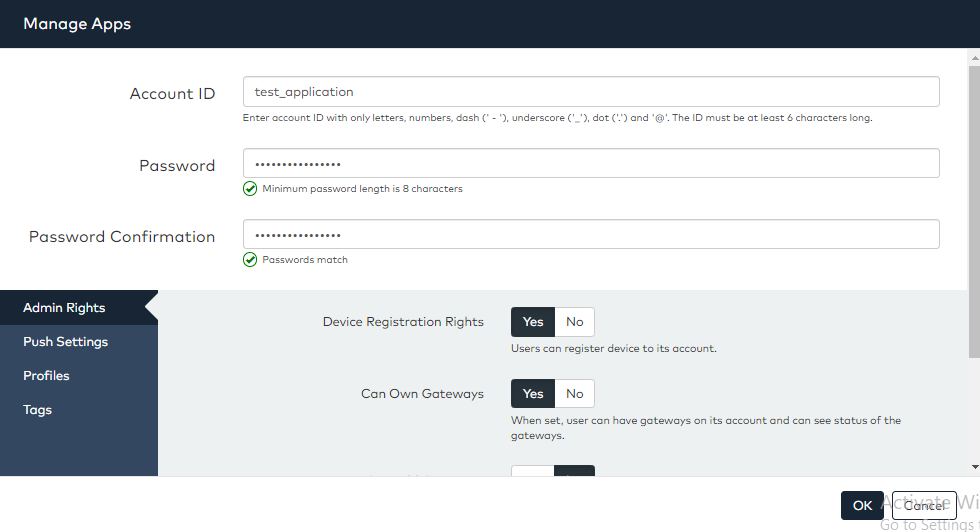 Manage Apps
Account ID
test_application
Enter account ID with only letters, numbers, dash (' - '), underscore ('_'), dot ('.') and '@'. The ID must be at least 6 characters long.
Password
••••••••••••••••
Minimum password length is 8 characters
Password Confirmation
••••••••••••••••
Passwords match
Admin Rights
Push Settings
Profiles
Tags
Device Registration Rights
Yes No
Users can register device to its account.
Can Own Gateways
Yes No
When set, user can have gateways on its account and can see status of the
gateways.
OK
Cancel
Activate Wi
Go to Settings